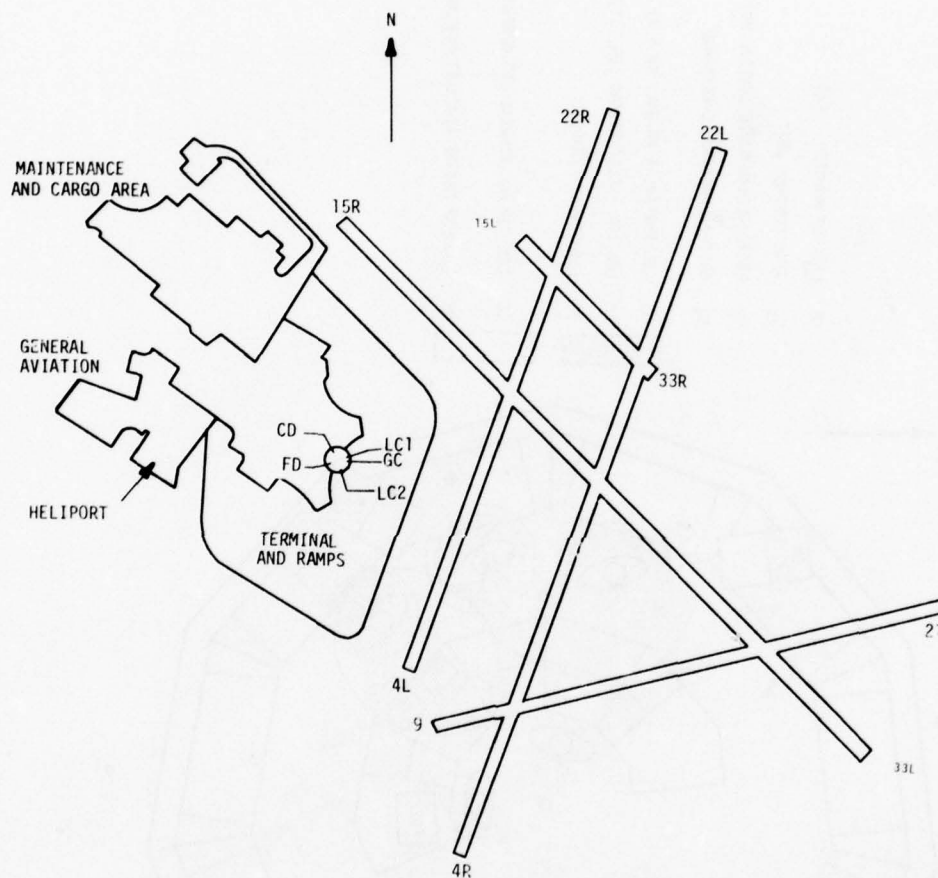 N
22R
22L
MAINTENANCE
AND CARGO AREA
15R
15L
GENERAL
AVIATION
33R
CD
LC1
GC
FD
LC2
HELIPORT
TERMINAL
AND RAMPS
4L
9
33L
4R